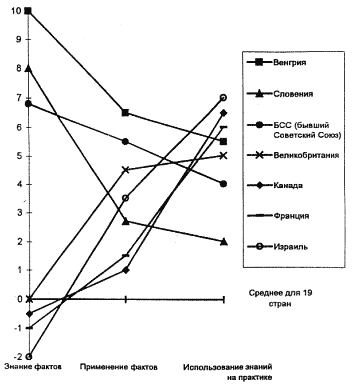 10
9
8
7
6
5
4
3
2
1
0
-1
-2
Знание фактов
Применение фактов
Использование знаний
на практике
Венгрия
Словения
БСС (бывший
Советский Союз)
Великобритания
Канада
Франция
Израиль
Среднее для 19
стран